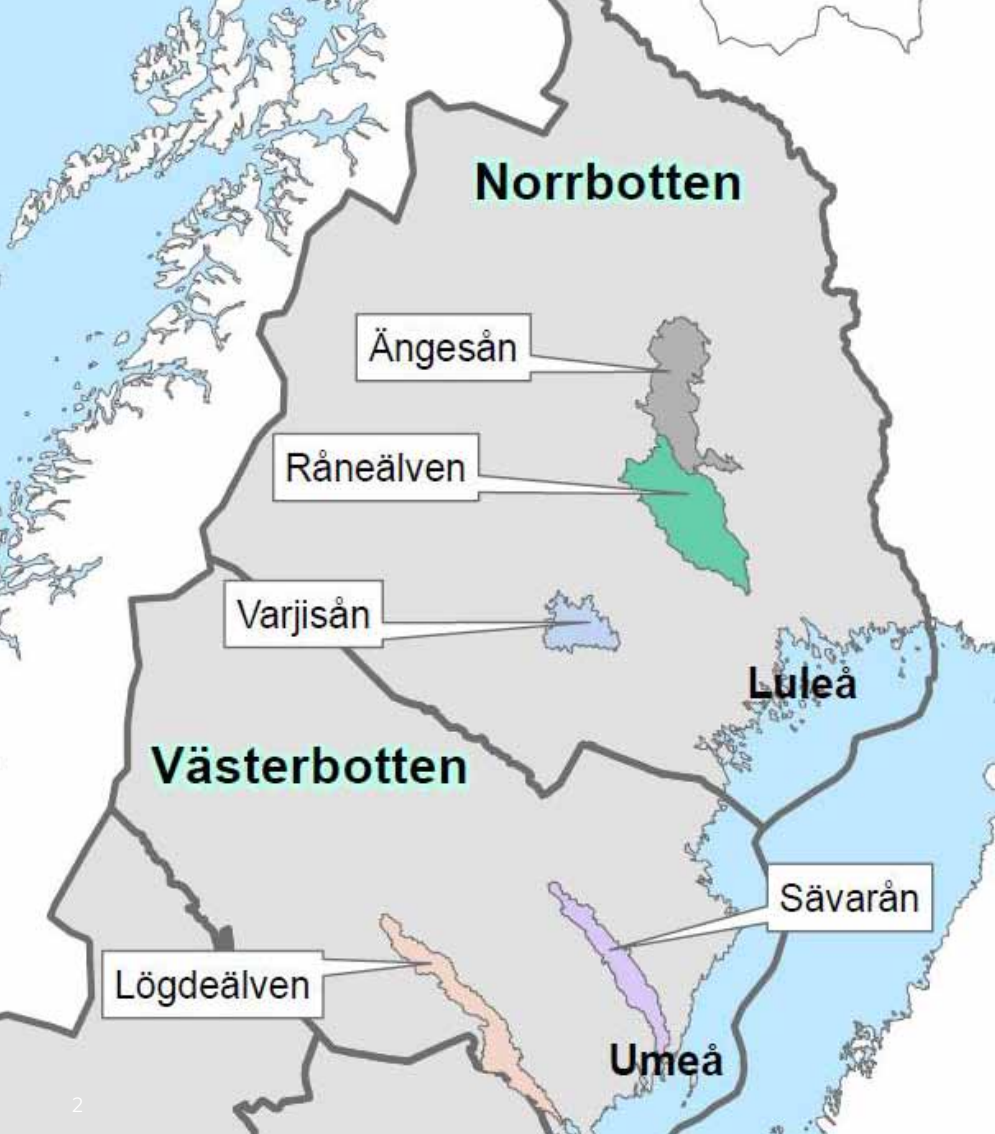 Norrbotten
Ängesån
Råneälven
Varjisån
Luleå
Västerbotten
Sävarån
Lögdeälven
Umeå
2